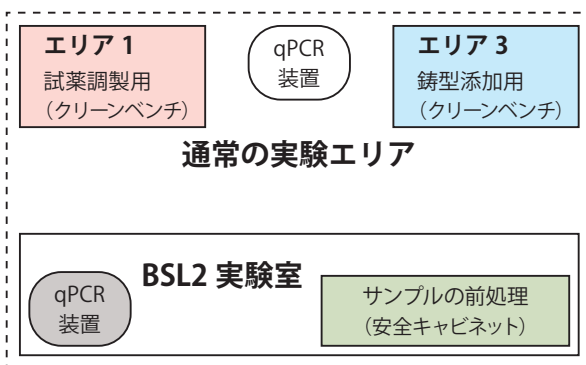 エリア 1
試薬調製用
(クリーンベンチ)
qPCR
装置
エリア 3
鋳型添加用
(クリーンベンチ)
通常の実験エリア
BSL2 実験室
qPCR
装置
サンプルの前処理
(安全キャビネット)